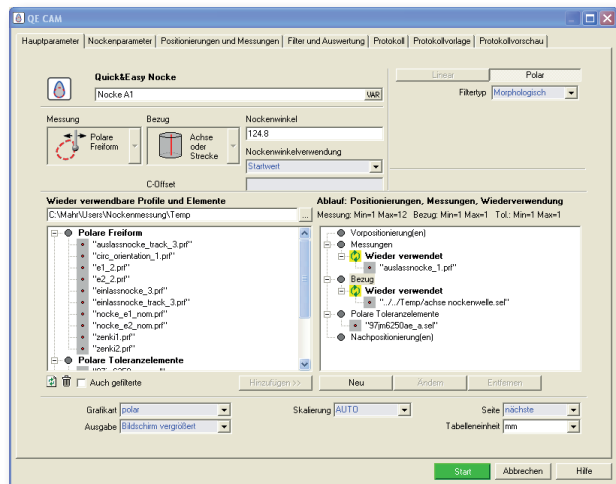 QE CAM
Hauptparameter Nockenparameter Positionierungen und Messungen Filter und Auswertung Protokoll Protokollvorlage Protokollvorschau
Quick&Easy Nocke
Nocke A1 VAR
Linear Polar
Filtertyp Morphologisch
Messung Bezug Nockenwinkel
Polare Freiform
Achse oder Strecke
124.8
Nockenwinkelverwendung
Startwert
C-Offset
Wieder verwendbare Profile und Elemente
C:\Mahr\Users\Nockenmessung\Temp ...
Polare Freiform
"auslassnocke_track_3.prf"
"circ_orientation_1.prf"
"e1_2.prf"
"e2_2.prf"
"einlassnocke_3.prf"
"einlassnocke_track_3.prf"
"nocke_e1_nom.prf"
"nocke_e2_nom.prf"
"zenki1.prf"
"zenki2.prf"
Polare Toleranzelemente
Auch gefilterte Hinzufügen >>
Ablauf: Positionierungen, Messungen, Wiederverwendung
Messung: Min=1 Max=12 Bezug: Min=1 Max=1 Tol.: Min=1 Max=1
Vorpositionierung(en)
Messungen
Wieder verwendet
"auslassnocke_1.prf"
Bezug
Wieder verwendet
"../../Temp/achse nockenwelle.sef"
Polare Toleranzelemente
"97jm6250ae_a.sef"
Nachpositionierung(en)
Neu Ändern Entfernen
Grafikart polar Skalierung AUTO Seite nächste
Ausgabe Bildschirm vergrößert Tabelleneinheit mm
Start Abbrechen Hilfe